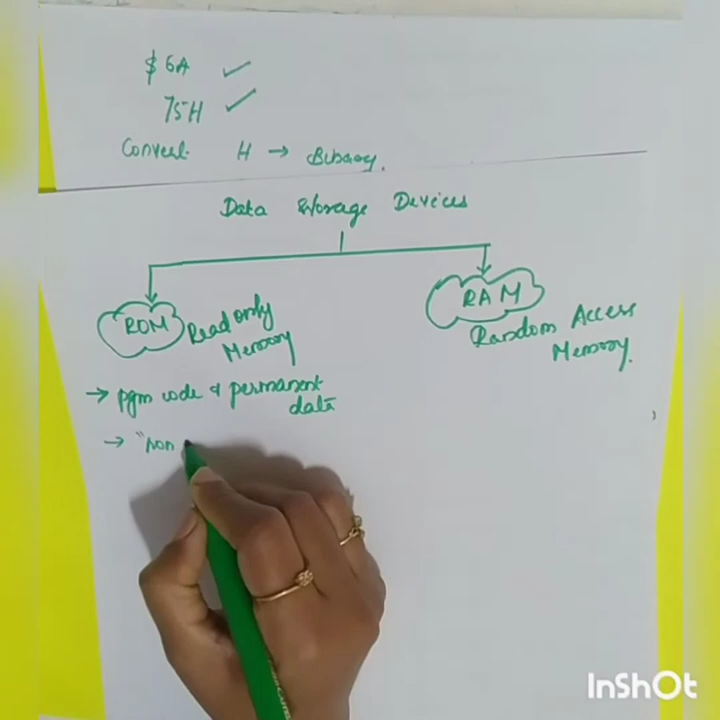 $ 6A ✓
75H ✓
Convert H → Binary.
Data Storage Devices
ROM Read only
Memory
RAM
Random Access
Memory.
→ pgm code & permanent
data
→ "non
InShOt